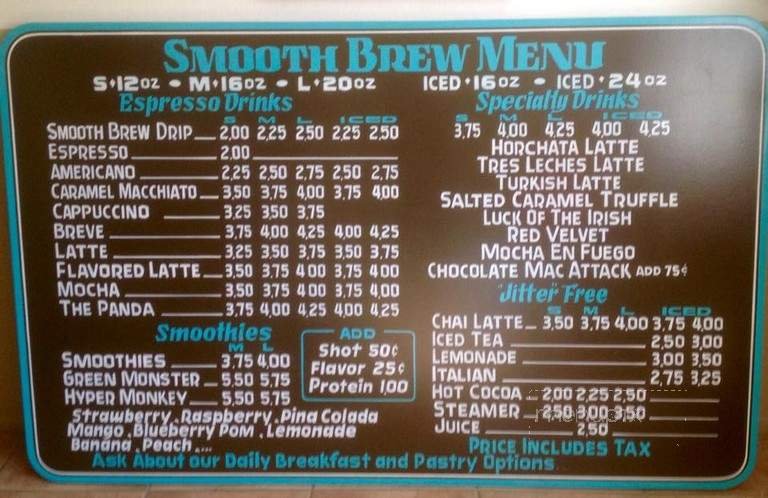 Smooth Brew Menu
S•12oz • M•16oz • L•20oz ICED•16oz • ICED•24oz
Espresso Drinks
S M L ICED
Smooth Brew Drip 2,00 2,25 2,50 2,25 2,50
Espresso 2.00
Americano 2,25 2,50 2,75 2,50 2,75
Caramel Macchiato 3,50 3,75 4,00 3,75 4,00
Cappuccino 3,25 3,50 3,75
Breve 3,75 4,00 4,25 4,00 4,25
Latte 3,25 3,50 3,75 3,50 3,75
Flavored Latte 3,50 3,75 4 00 3,75 4,00
Mocha 3,50 3,75 4 00 3,75 4,00
The Panda 3,75 4,00 4,25 4,00 4,25
Smoothies
M L
Smoothies 3,75 4,00
Green Monster 5,50 5,75
Hyper Monkey 5,50 5,75
Strawberry , Raspberry , Pina Colada
Mango , Blueberry Pom , Lemonade
Banana , Peach ,...
ADD
Shot 50¢
Flavor 25¢
Protein 1,00
Specialty Drinks
S M L ICED
3,75 4,00 4,25 4,00 4,25
Horchata Latte
Tres Leches Latte
Turkish Latte
Salted Caramel Truffle
Luck Of The Irish
Red Velvet
Mocha En Fuego
Chocolate Mac Attack ADD 75¢
Jitter Free
S M L ICED
Chai Latte 3,50 3,75 4,00 3,75 4,00
Iced Tea 2,50 3,00
Lemonade 3,00 3,50
Italian 2,75 3,25
Hot Cocoa 2,00 2,25 2,50
Steamer 2,50 3,00 3,50
Juice 2,50
Price Includes Tax
Ask About our Daily Breakfast and Pastry Options